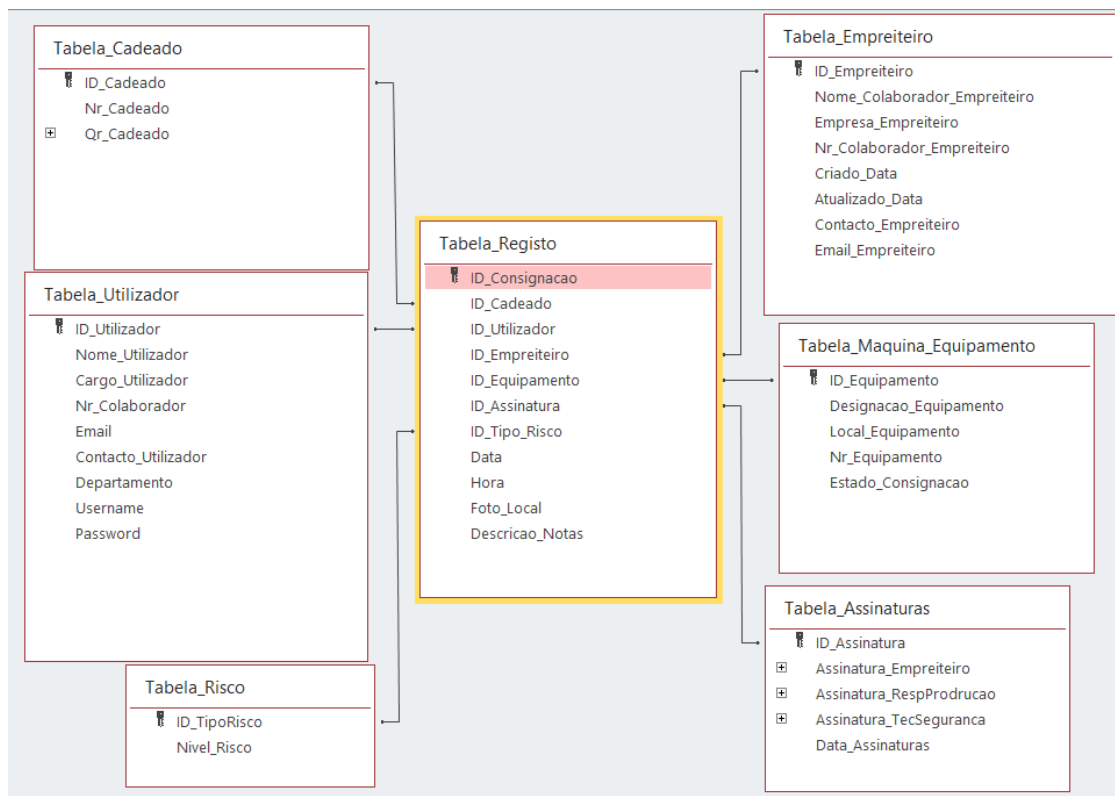 Tabela_Cadeado
ID_Cadeado
Nr_Cadeado
Qr_Cadeado
Tabela_Utilizador
ID_Utilizador
Nome_Utilizador
Cargo_Utilizador
Nr_Colaborador
Email
Contacto_Utilizador
Departamento
Username
Password
Tabela_Risco
ID_TipoRisco
Nivel_Risco
Tabela_Registo
ID_Consignacao
ID_Cadeado
ID_Utilizador
ID_Empreiteiro
ID_Equipamento
ID_Assinatura
ID_Tipo_Risco
Data
Hora
Foto_Local
Descricao_Notas
Tabela_Empreiteiro
ID_Empreiteiro
Nome_Colaborador_Empreiteiro
Empresa_Empreiteiro
Nr_Colaborador_Empreiteiro
Criado_Data
Atualizado_Data
Contacto_Empreiteiro
Email_Empreiteiro
Tabela_Maquina_Equipamento
ID_Equipamento
Designacao_Equipamento
Local_Equipamento
Nr_Equipamento
Estado_Consignacao
Tabela_Assinaturas
ID_Assinatura
Assinatura_Empreiteiro
Assinatura_RespProdrucao
Assinatura_TecSeguranca
Data_Assinaturas